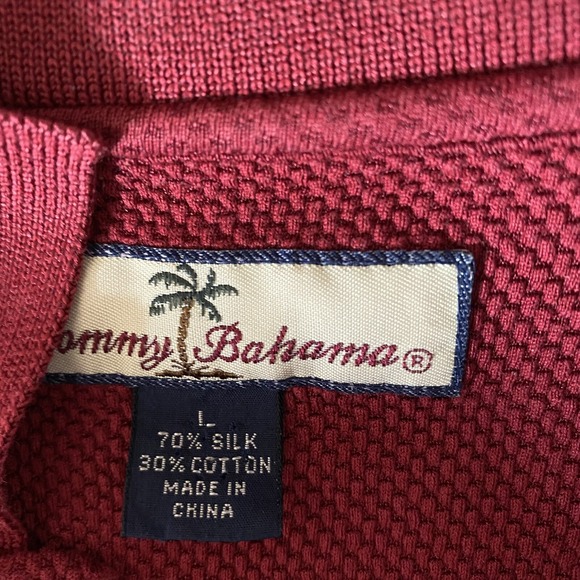 ommy Bahama ®
L
70% SILK
30% COTTON
MADE IN
CHINA